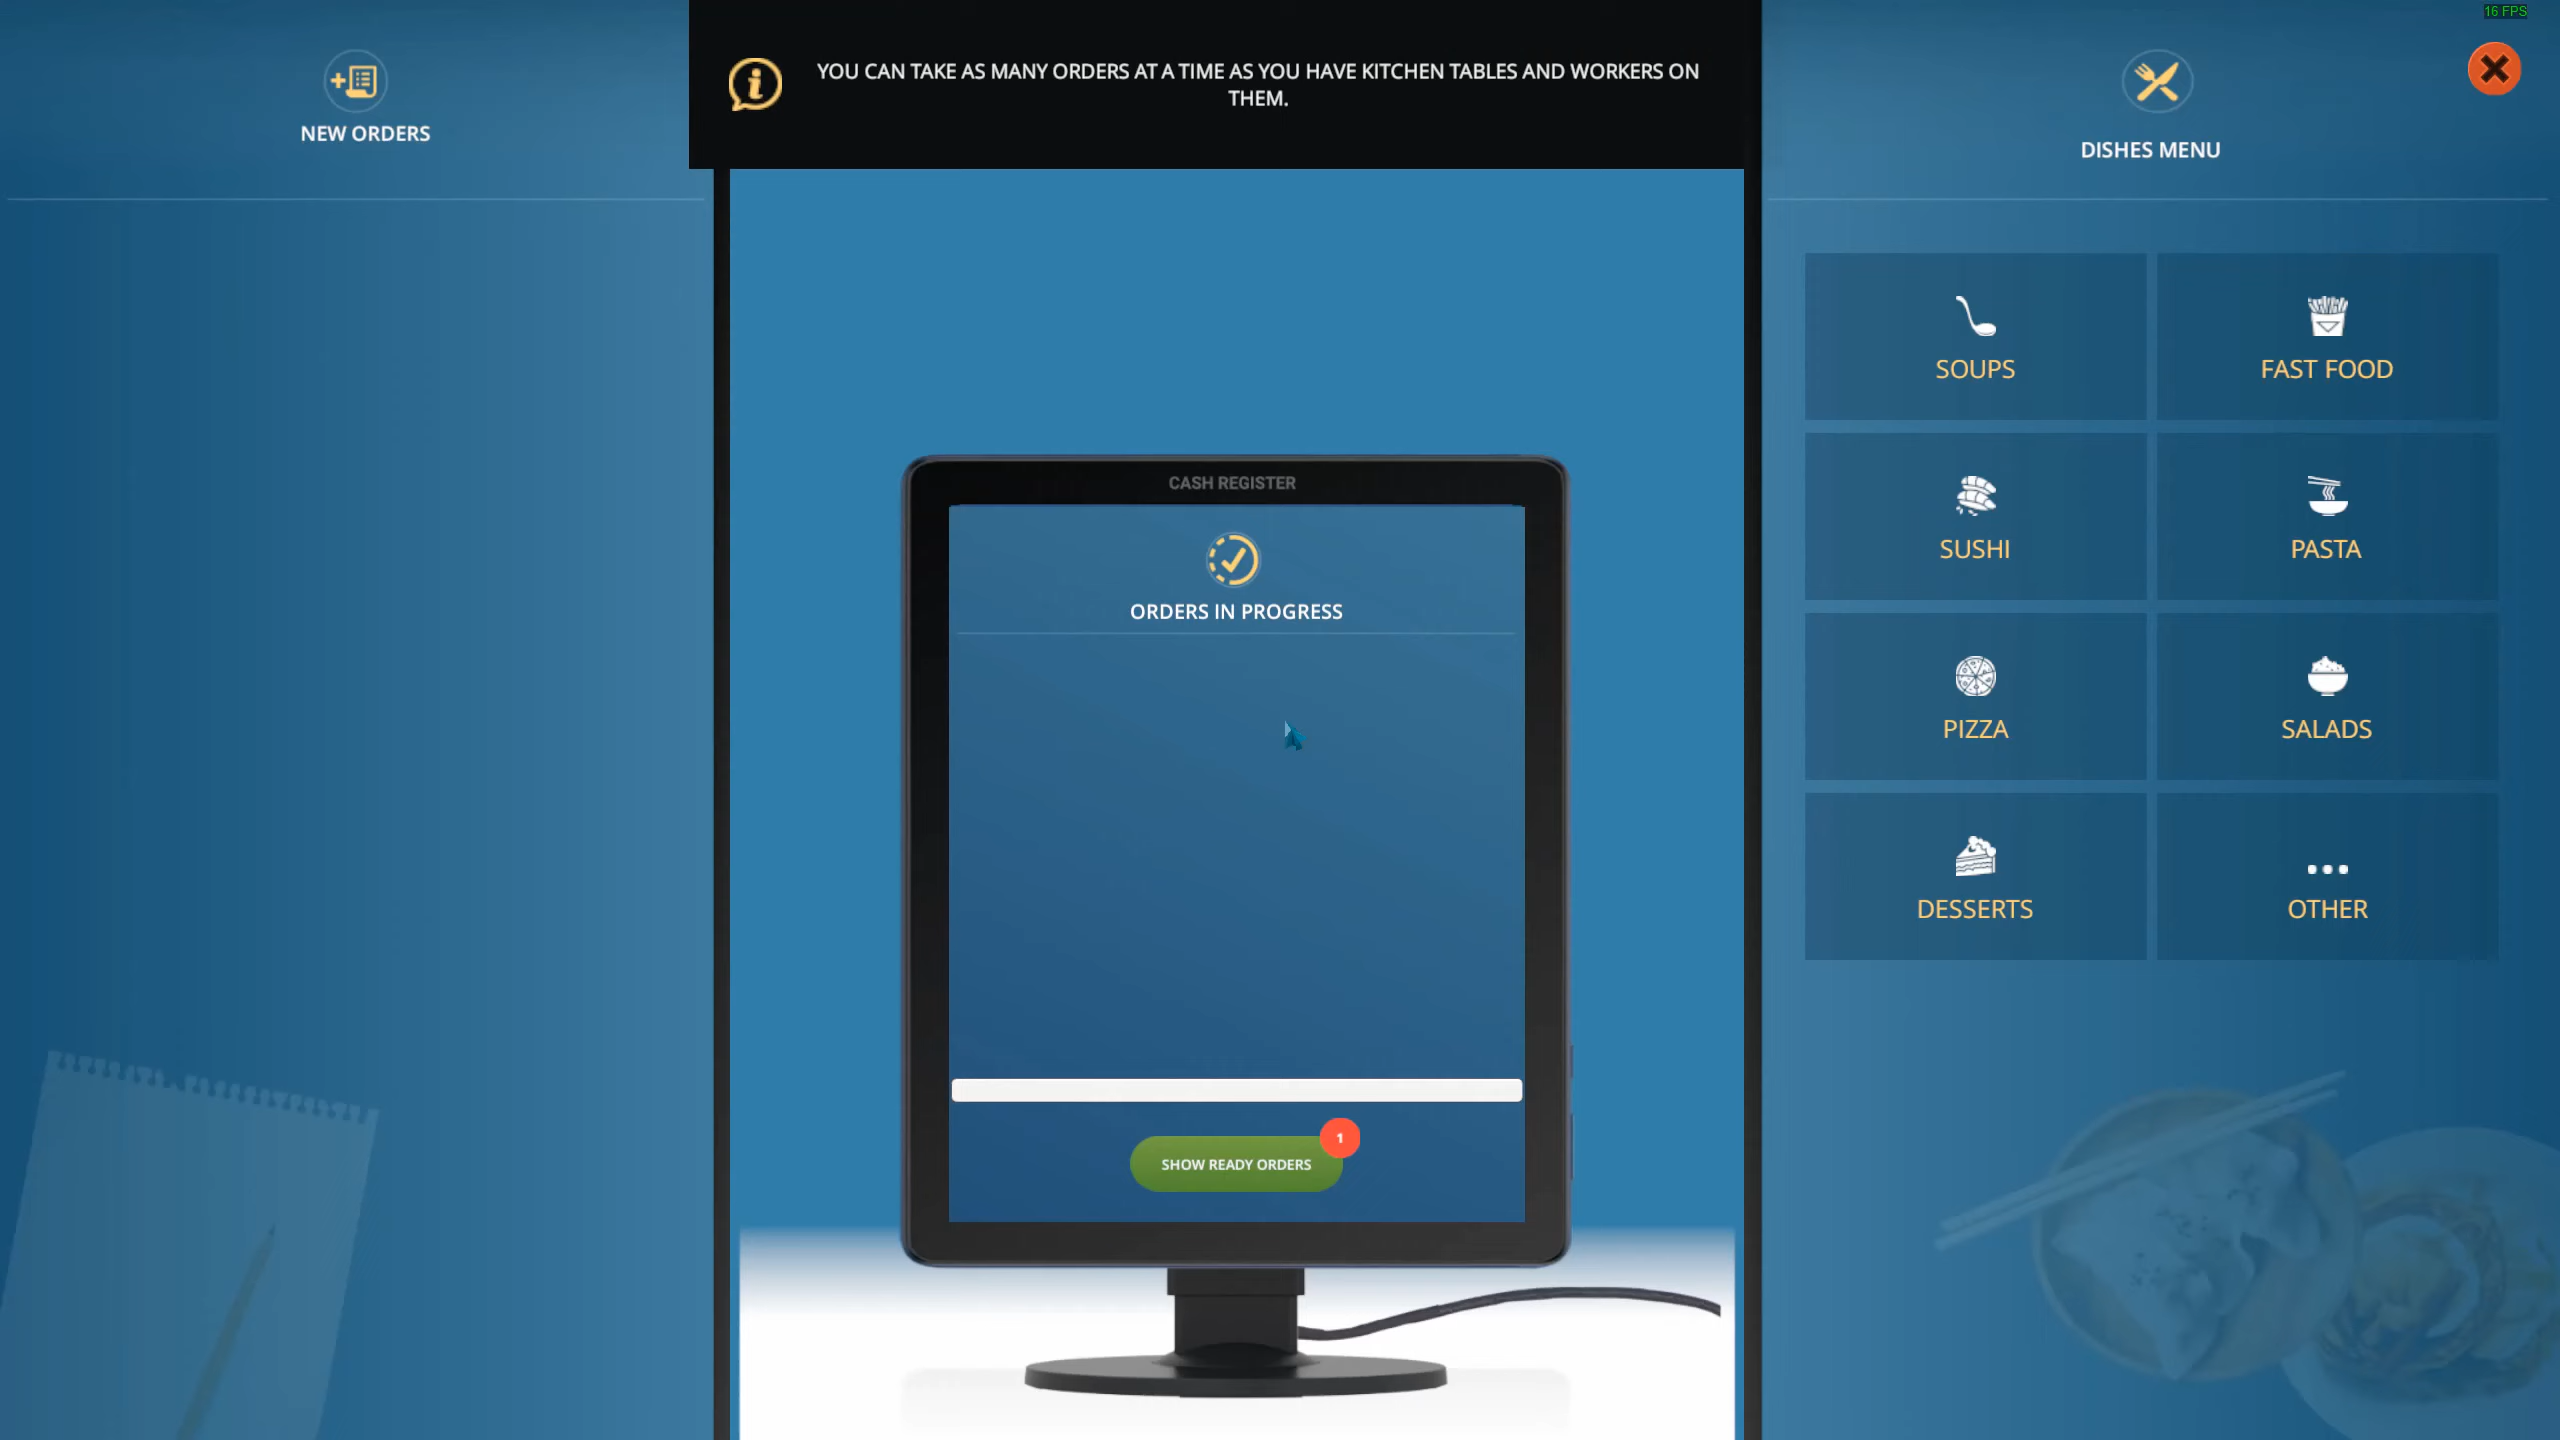 16 FPS
NEW ORDERS
YOU CAN TAKE AS MANY ORDERS AT A TIME AS YOU HAVE KITCHEN TABLES AND WORKERS ON
THEM.
DISHES MENU
SOUPS
FAST FOOD
SUSHI
PASTA
PIZZA
SALADS
DESSERTS
OTHER
CASH REGISTER
ORDERS IN PROGRESS
1
SHOW READY ORDERS